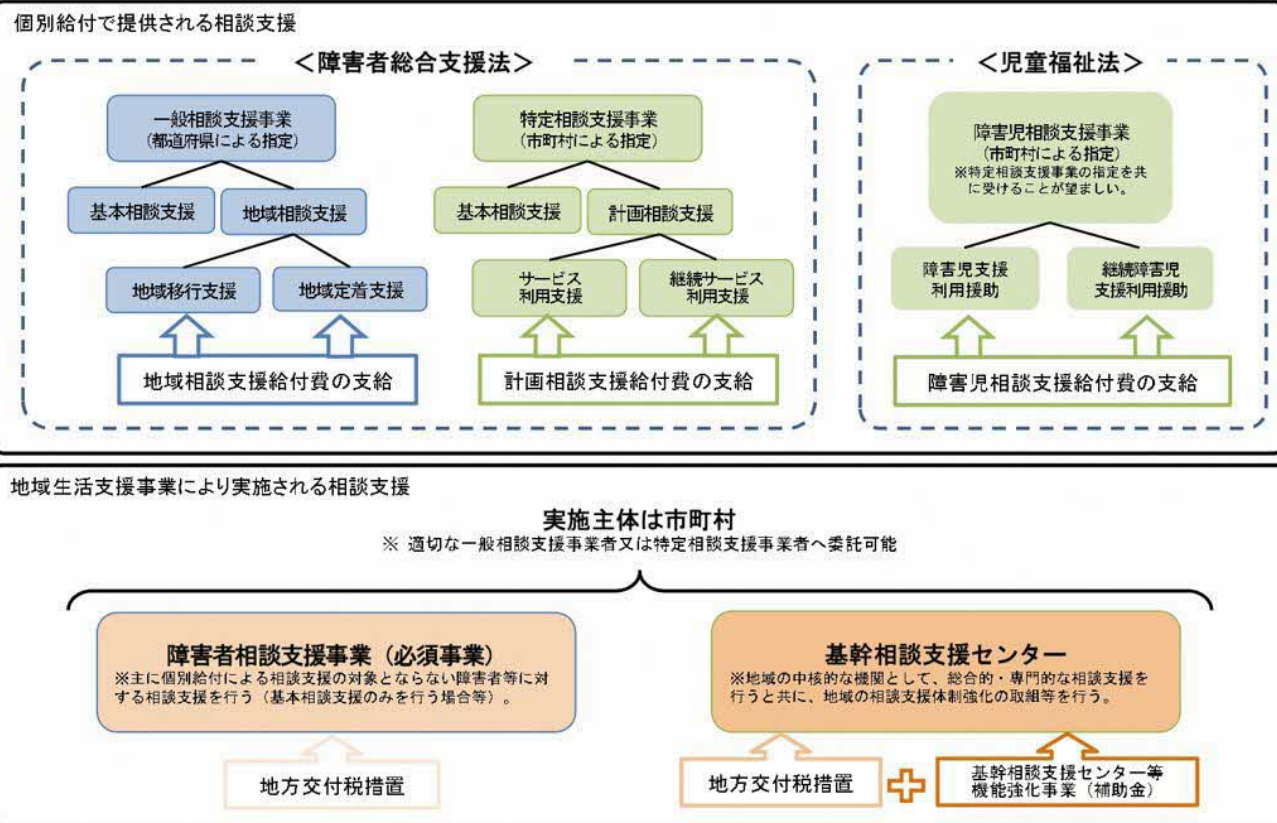 個別給付で提供される相談支援
＜障害者総合支援法＞
一般相談支援事業
（都道府県による指定）
基本相談支援
地域相談支援
地域移行支援
地域定着支援
地域相談支援給付費の支給
特定相談支援事業
（市町村による指定）
基本相談支援
計画相談支援
サービス
利用支援
継続サービス
利用支援
計画相談支援給付費の支給
＜児童福祉法＞
障害児相談支援事業
（市町村による指定）
※特定相談支援事業の指定を共
に受けることが望ましい。
障害児支援
利用援助
継続障害児
支援利用援助
障害児相談支援給付費の支給
地域生活支援事業により実施される相談支援
実施主体は市町村
※ 適切な一般相談支援事業者又は特定相談支援事業者へ委託可能
障害者相談支援事業（必須事業）
※主に個別給付による相談支援の対象とならない障害者等に対
する相談支援を行う（基本相談支援のみを行う場合等）。
地方交付税措置
基幹相談支援センター
※地域の中核的な機関として、総合的・専門的な相談支援を
行うと共に、地域の相談支援体制強化の取組等を行う。
地方交付税措置
基幹相談支援センター等
機能強化事業（補助金）